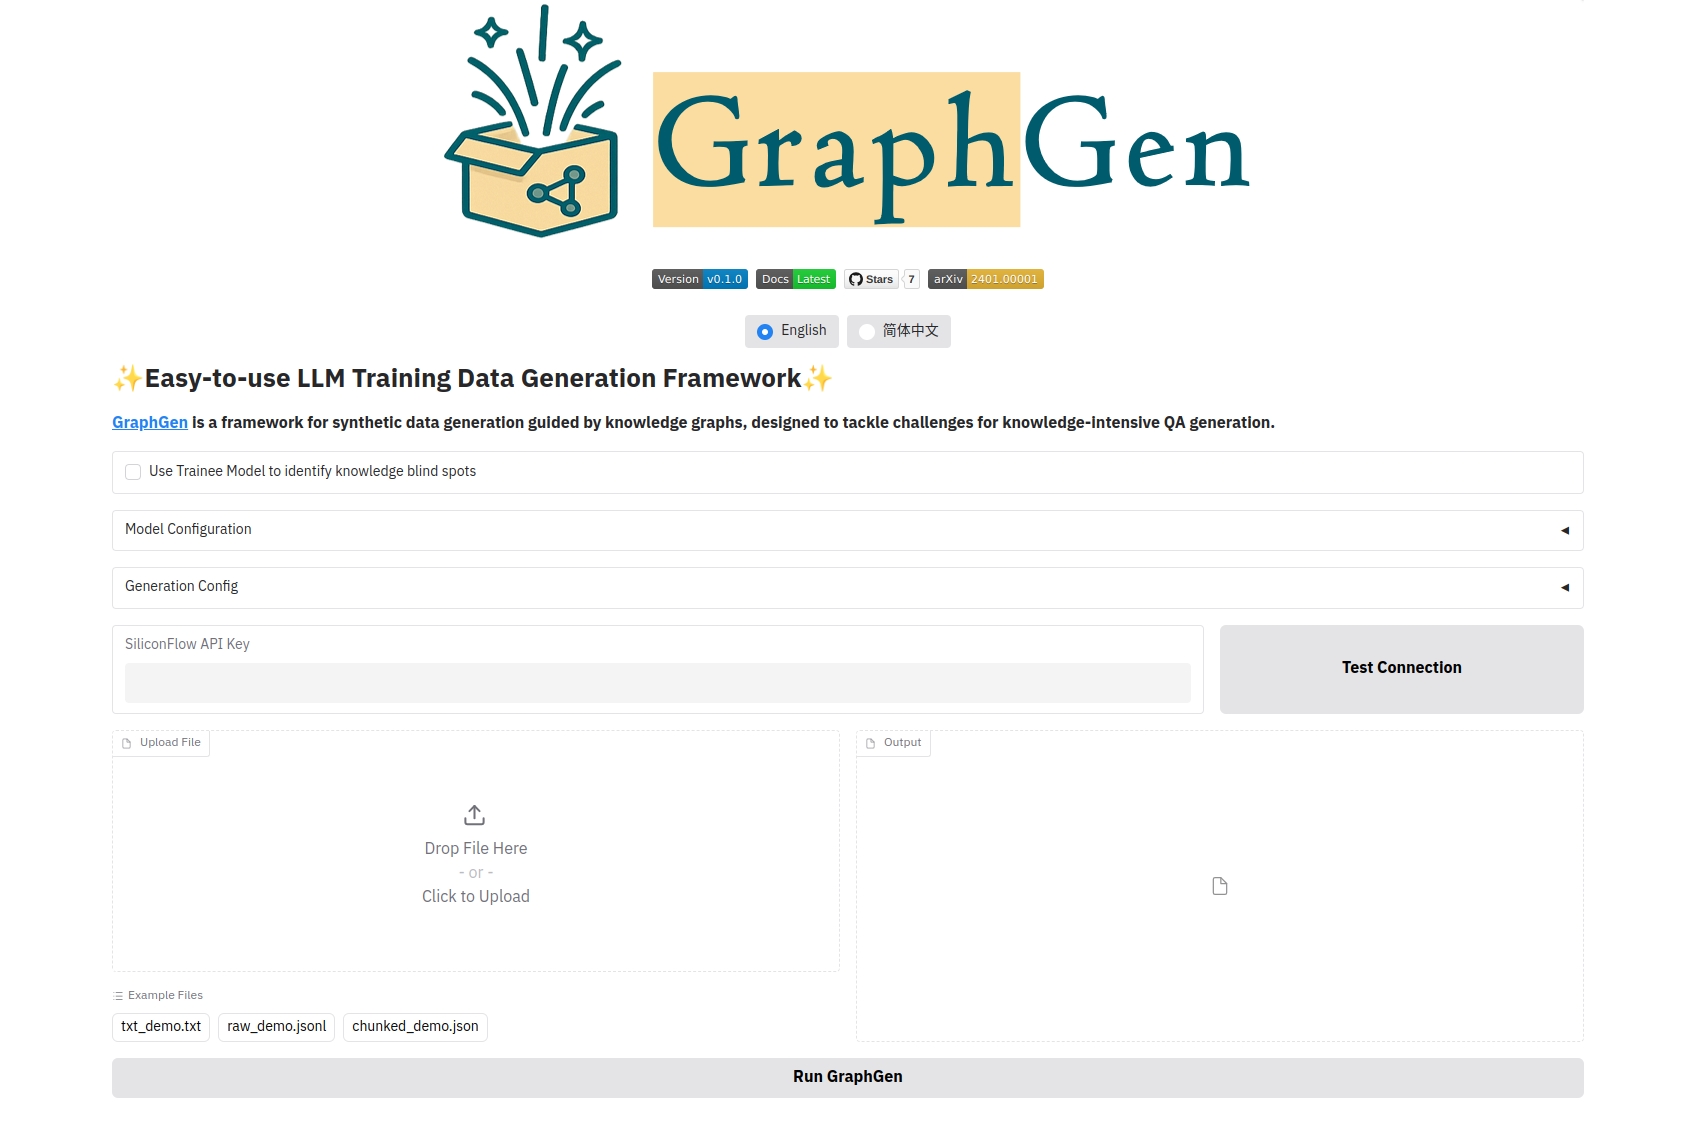 GraphGen
Version v0.1.0 Docs Latest Stars 7 arXiv 2401.00001
English 简体中文
✨Easy-to-use LLM Training Data Generation Framework✨
GraphGen is a framework for synthetic data generation guided by knowledge graphs, designed to tackle challenges for knowledge-intensive QA generation.
Use Trainee Model to identify knowledge blind spots
Model Configuration
Generation Config
SiliconFlow API Key
Test Connection
Upload File
Drop File Here
- or -
Click to Upload
Output
Example Files
txt_demo.txt raw_demo.jsonl chunked_demo.json
Run GraphGen